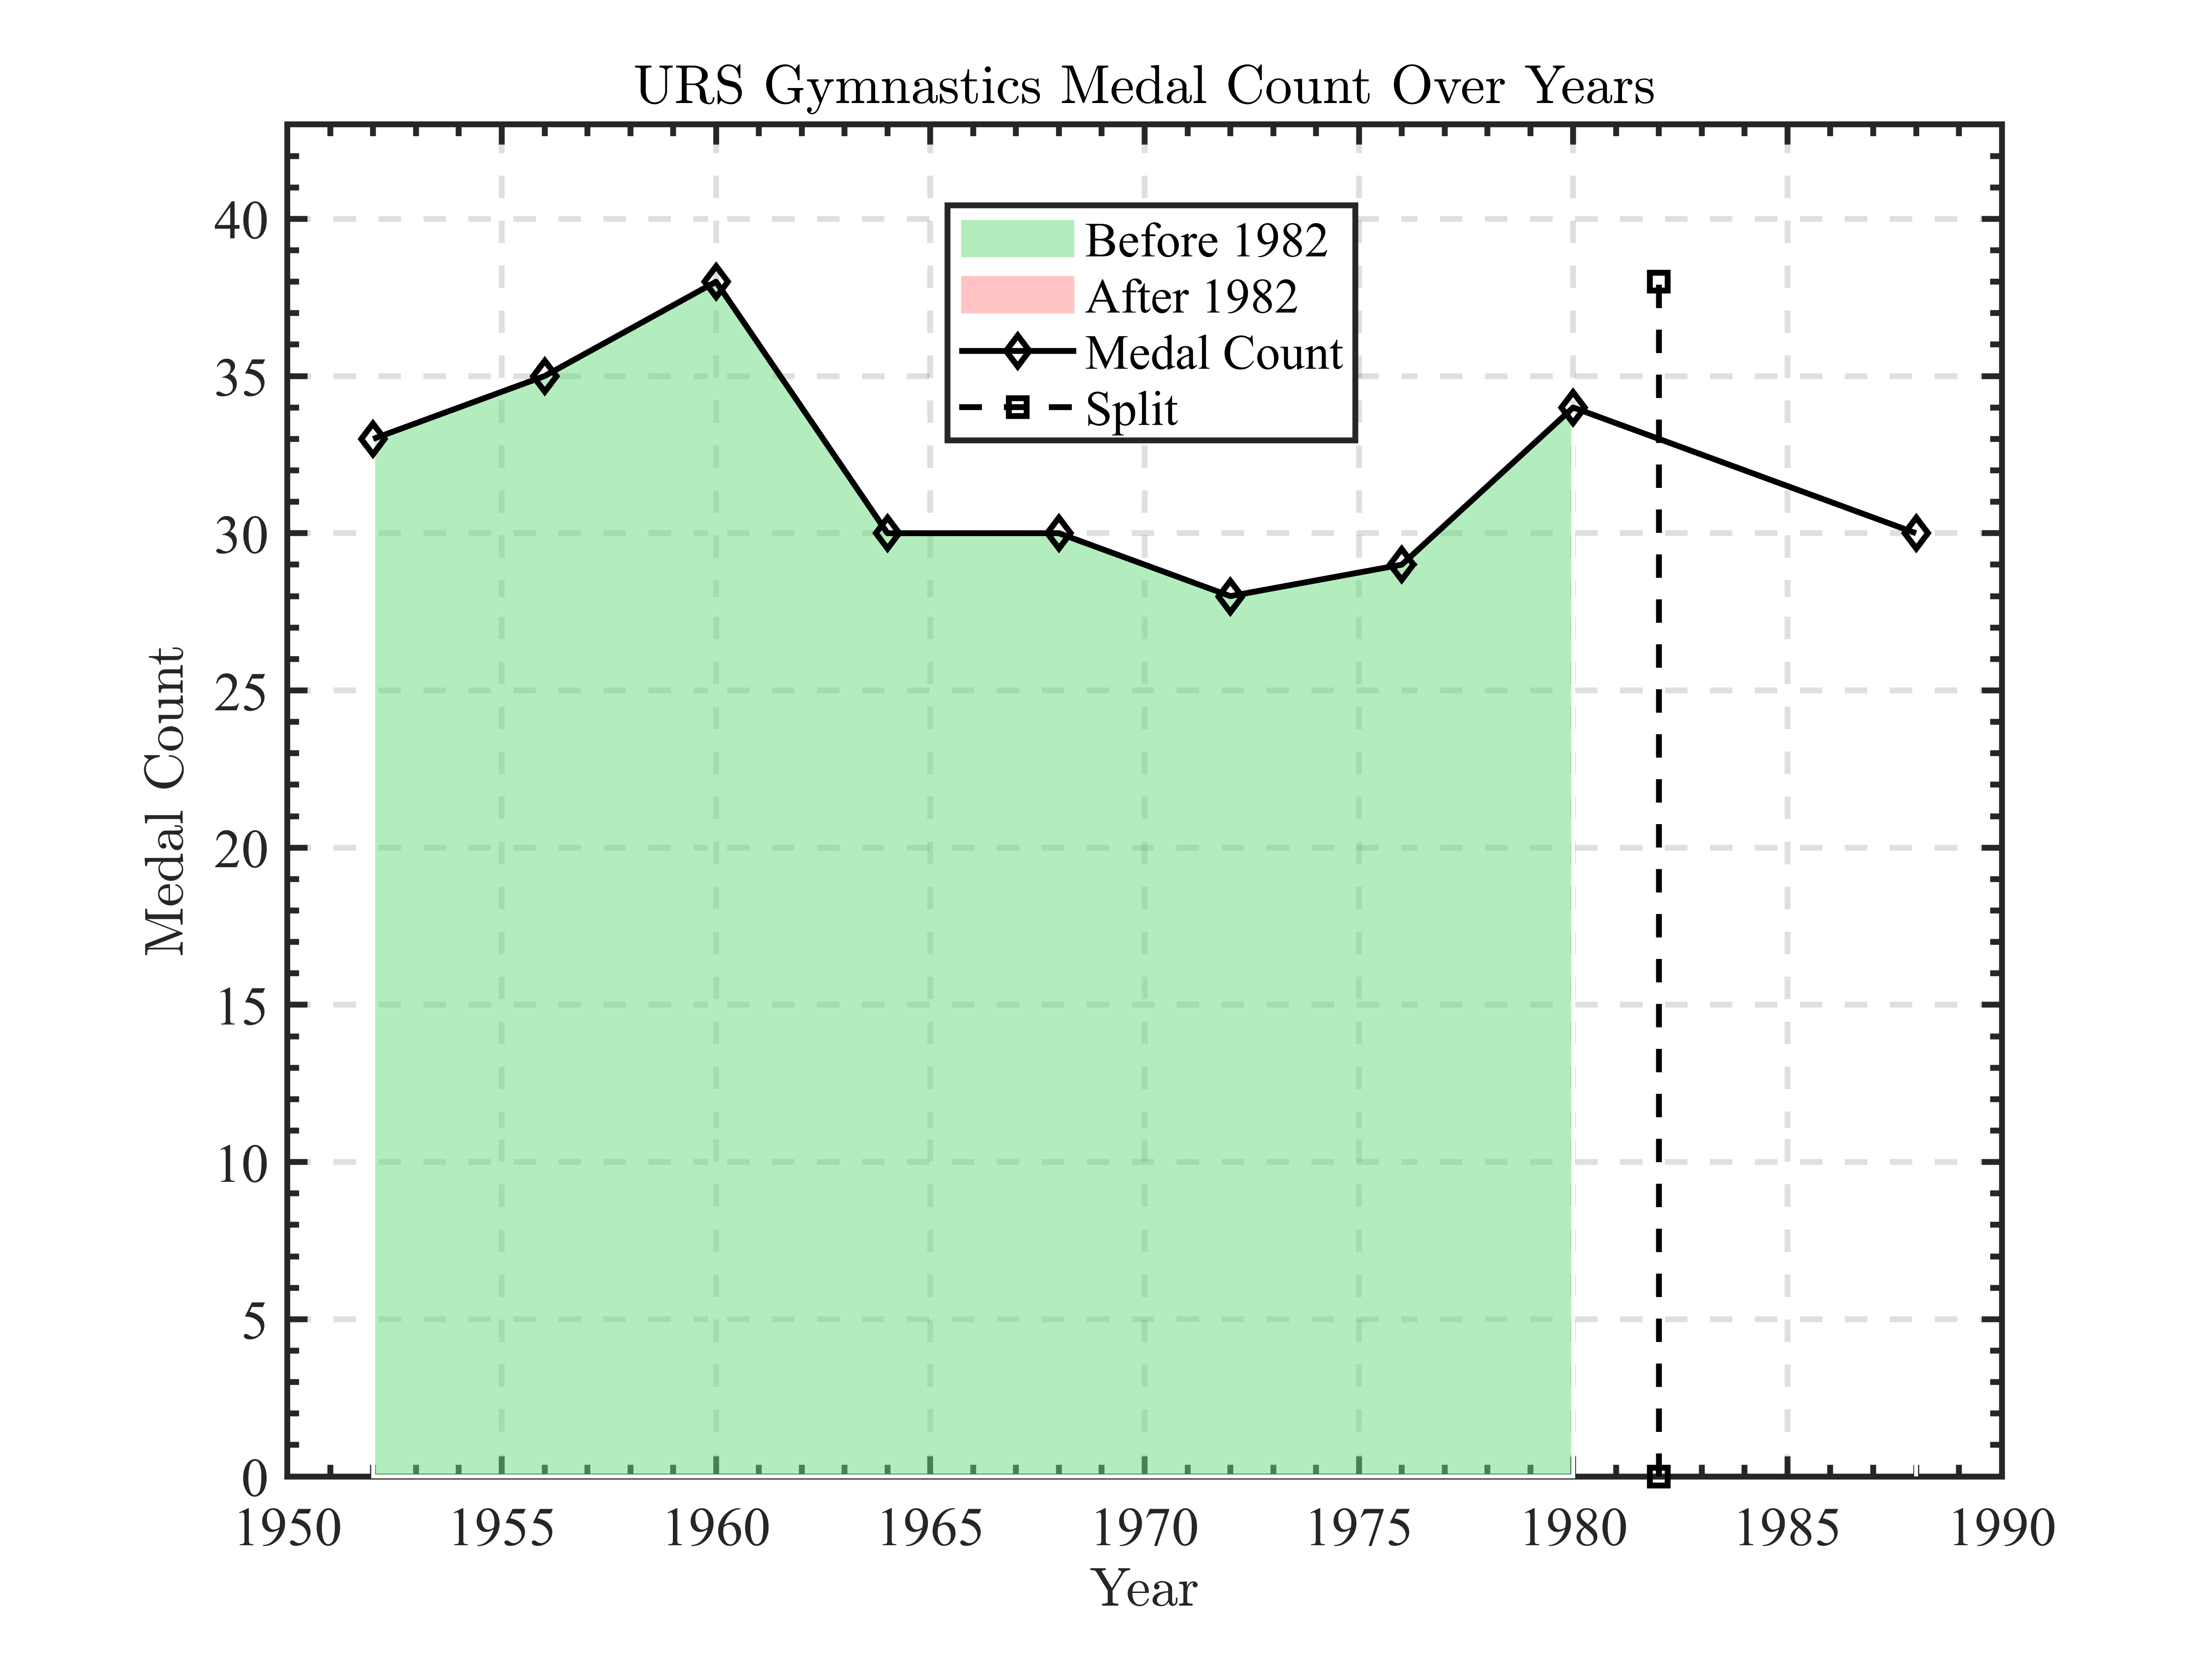 URS Gymnastics Medal Count Over Years
Before 1982
After 1982
Medal Count
Split
40
35
30
25
20
15
10
5
0
Medal Count
1950 1955 1960 1965 1970 1975 1980 1985 1990
Year